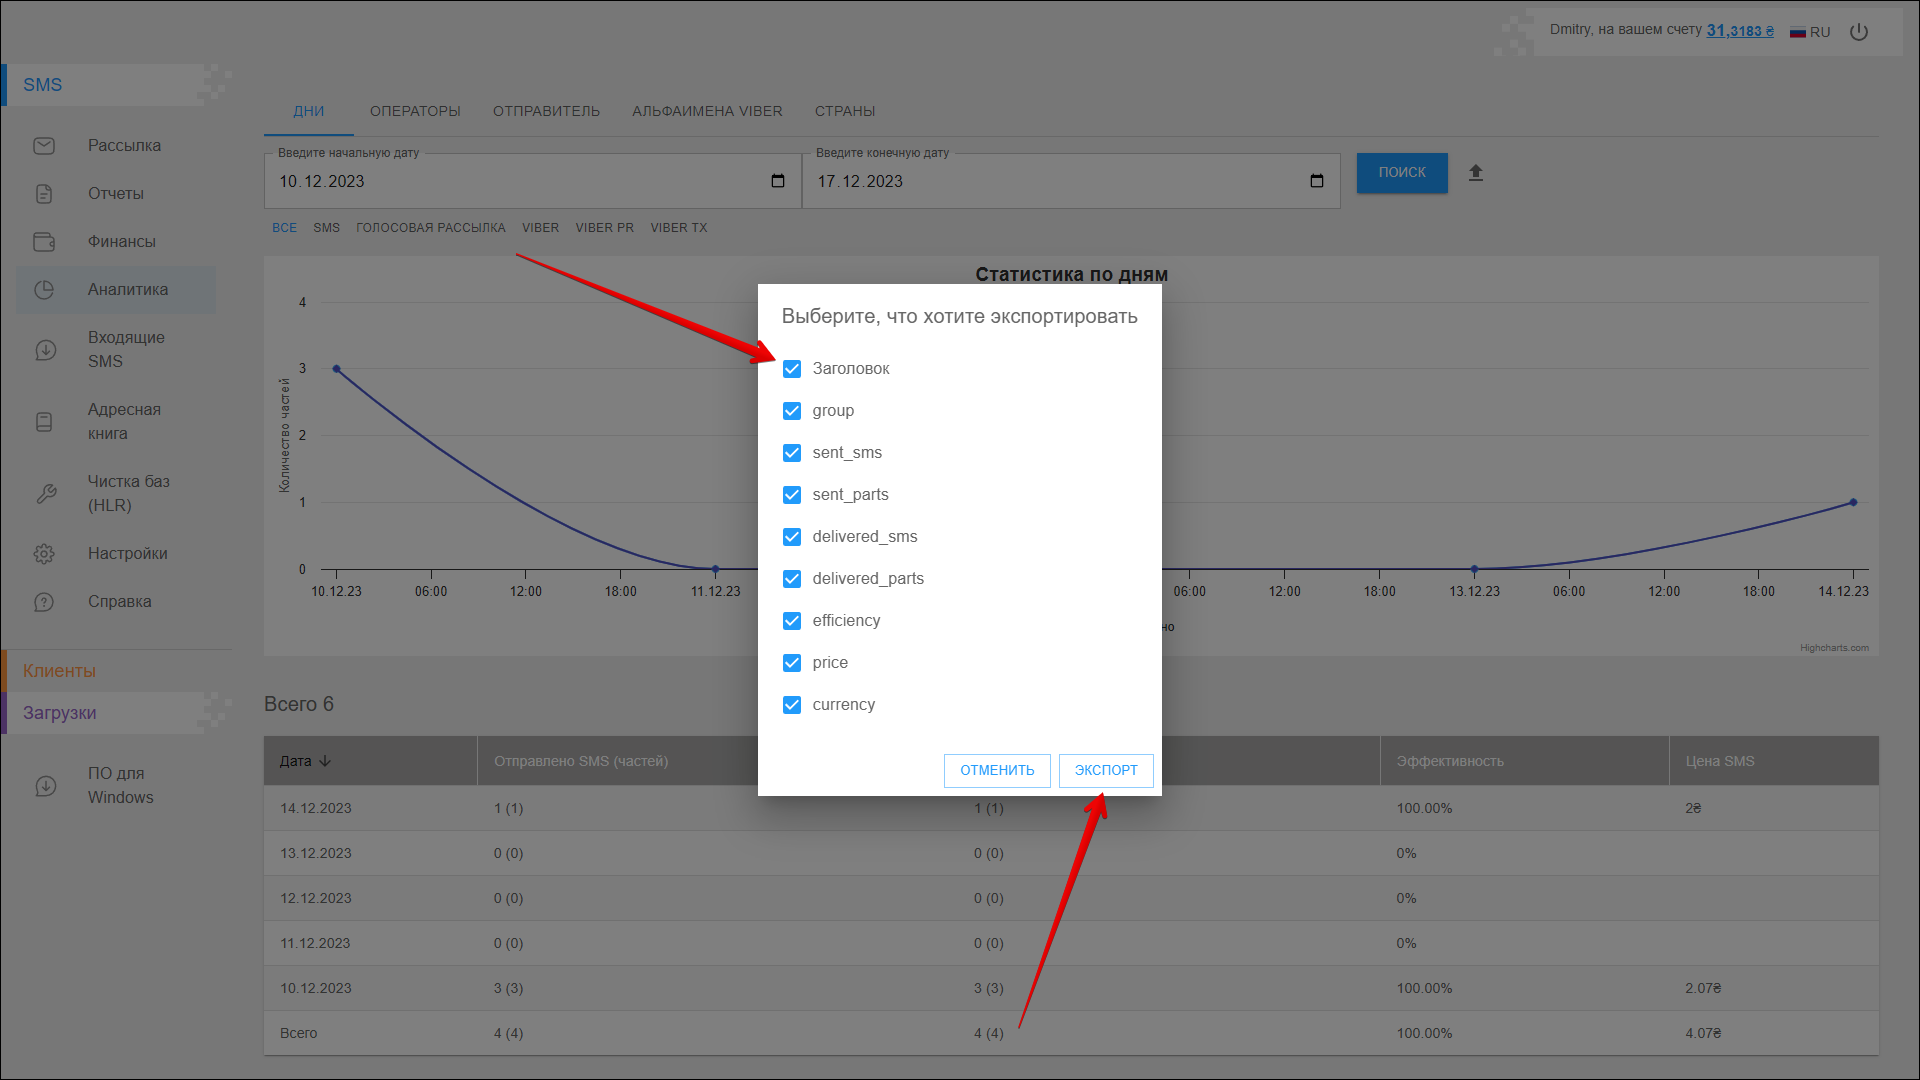 Dmitry, на вашем счету 31,3183 ₴ RU
SMS
Рассылка
Отчеты
Финансы
Аналитика
Входящие
SMS
Адресная
книга
Чистка баз
(HLR)
Настройки
Справка
Клиенты
Загрузки
ПО для
Windows
ДНИ ОПЕРАТОРЫ ОТПРАВИТЕЛЬ АЛЬФАИМЕНА VIBER СТРАНЫ
Введите начальную дату Введите конечную дату
10.12.2023 17.12.2023 ПОИСК
ВСЕ SMS ГОЛОСОВАЯ РАССЫЛКА VIBER VIBER PR VIBER TX
Статистика по дням
Количество частей
4
3
2
1
0
10.12.23 06:00 12:00 18:00 11.12.23 06:00 12:00 18:00 13.12.23 06:00 12:00 18:00 14.12.23
но
Highcharts.com
Выберите, что хотите экспортировать
Заголовок
group
sent_sms
sent_parts
delivered_sms
delivered_parts
efficiency
price
currency
ОТМЕНИТЬ ЭКСПОРТ
Всего 6
Дата Отправлено SMS (частей) Эффективность Цена SMS
14.12.2023 1 (1) 1 (1) 100.00% 2₴
13.12.2023 0 (0) 0 (0) 0%
12.12.2023 0 (0) 0 (0) 0%
11.12.2023 0 (0) 0 (0) 0%
10.12.2023 3 (3) 3 (3) 100.00% 2.07₴
Всего 4 (4) 4 (4) 100.00% 4.07₴